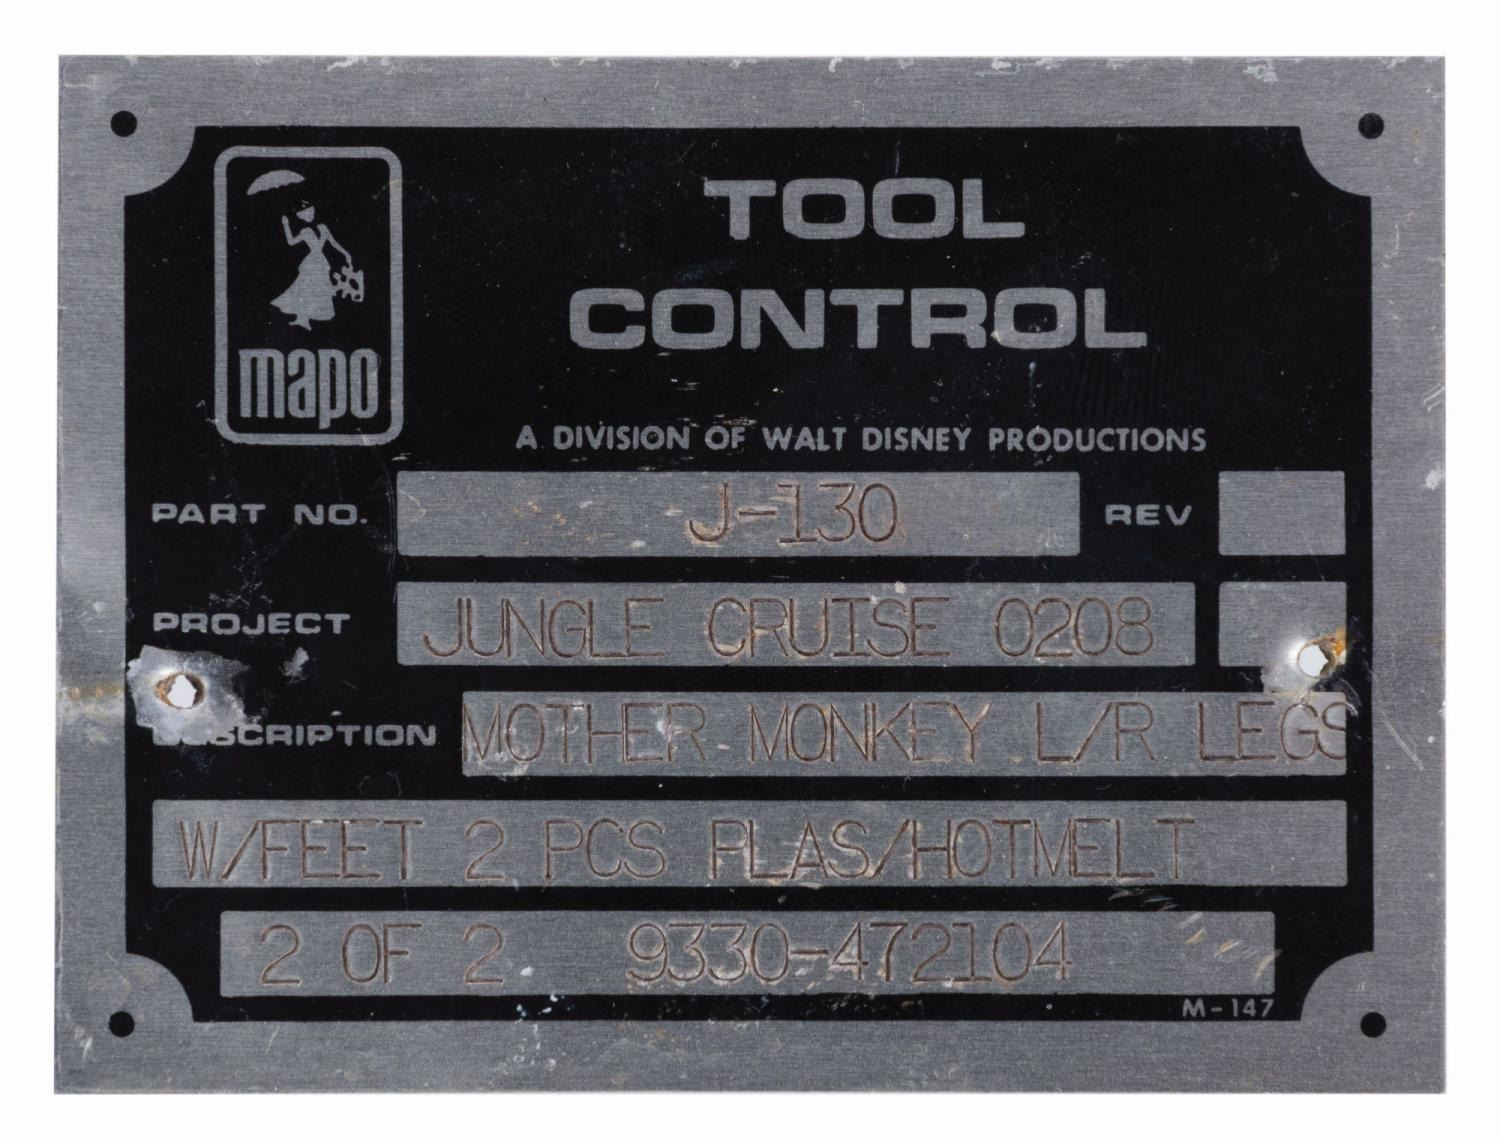 mapo
TOOL
CONTROL
A DIVISION OF WALT DISNEY PRODUCTIONS
PART NO. J-130 REV
PROJECT JUNGLE CRUISE 0208
DESCRIPTION MOTHER MONKEY L/R LEGS
W/FEET 2 PCS PLAS/HOTMELT
2 OF 2 9330-472104
M-147